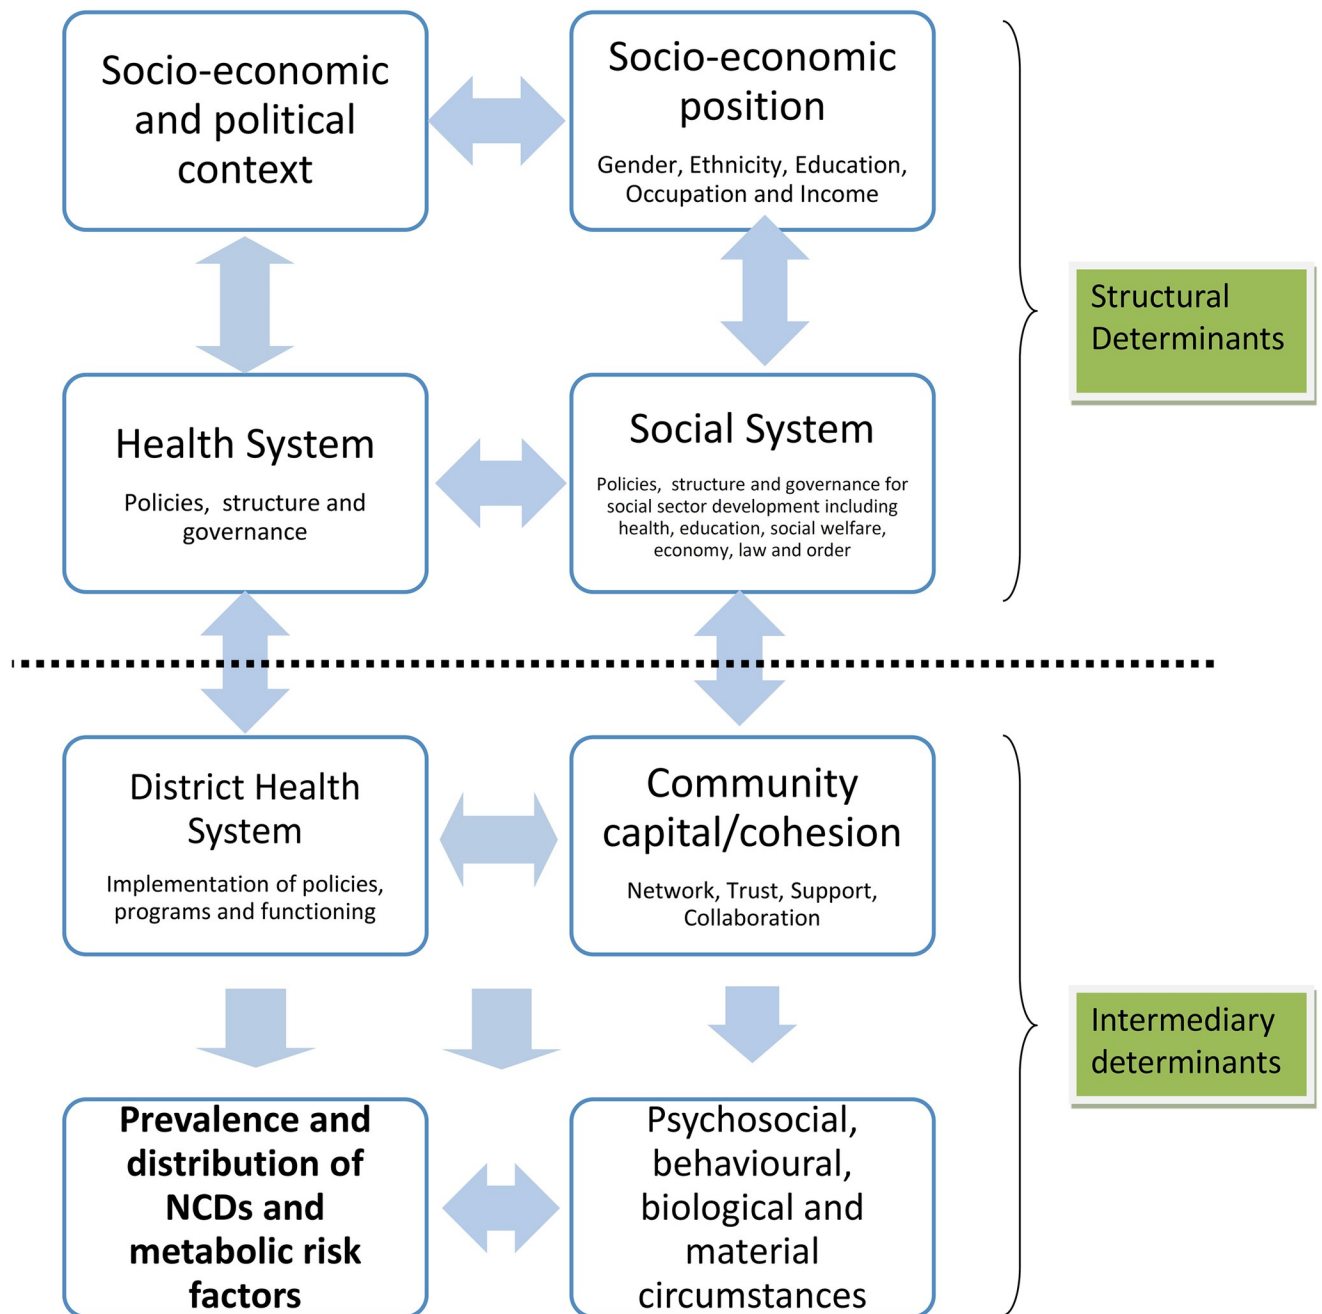 Socio-economic
and political
context
Socio-economic
position
Gender, Ethnicity, Education,
Occupation and Income
Structural
Determinants
Health System
Policies,  structure and
governance
Social System
Policies,  structure and governance for
social sector development including
health, education, social welfare,
economy, law and order
District Health
System
Implementation of policies,
programs and functioning
Community
capital/cohesion
Network, Trust, Support,
Collaboration
Intermediary
determinants
Prevalence and
distribution of
NCDs and
metabolic risk
factors
Psychosocial,
behavioural,
biological and
material
circumstances